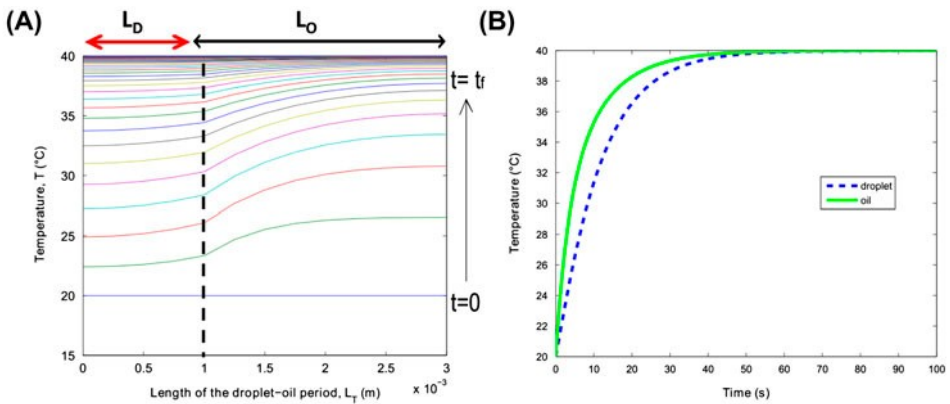 (A)
L_D
L_O
40
35
30
25
20
15
Temperature, T (°C)
t= t_f
t=0
0
0.5
1
1.5
2
2.5
3
x 10^-3
Length of the droplet-oil period, L_T (m)
(B)
40
38
36
34
32
30
28
26
24
22
20
Temperature (°C)
droplet
oil
0
10
20
30
40
50
60
70
80
90
100
Time (s)